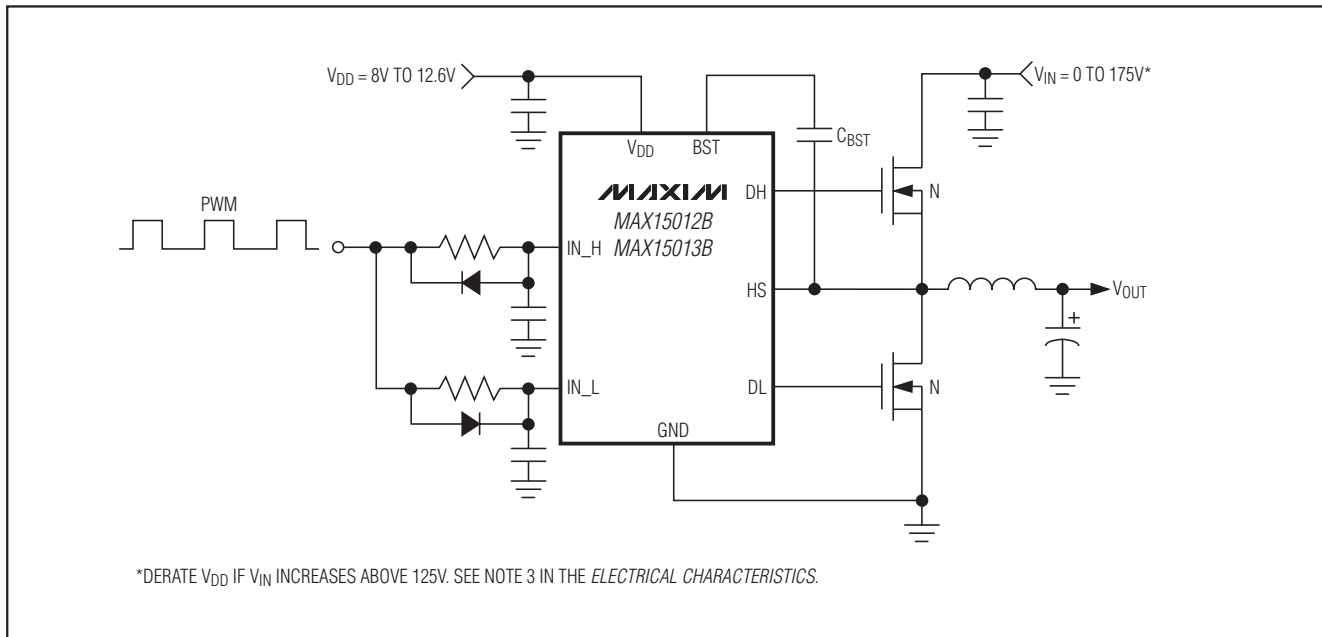 V_DD = 8V TO 12.6V
V_IN = 0 TO 175V*
C_BST
V_DD
BST
MAXIM
MAX15012B
MAX15013B
DH
N
PWM
IN_H
HS
V_OUT
+
IN_L
DL
N
GND
*DERATE V_DD IF V_IN INCREASES ABOVE 125V. SEE NOTE 3 IN THE ELECTRICAL CHARACTERISTICS.